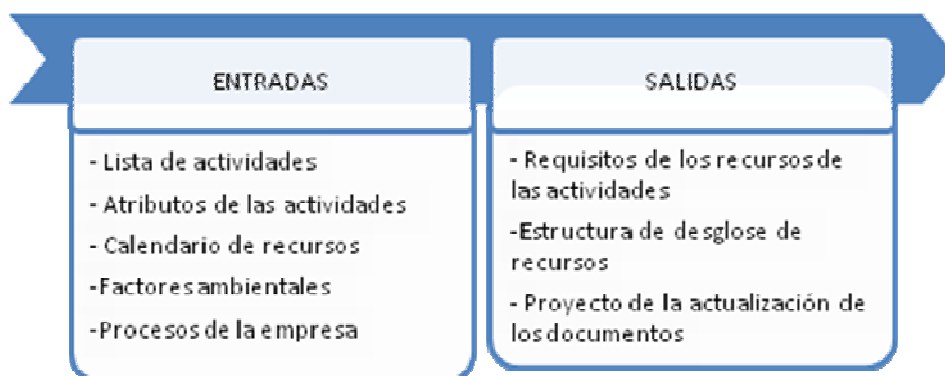 ENTRADAS
- Lista de actividades
- Atributos de las actividades
- Calendario de recursos
-Factores ambientales
-Procesos de la empresa
SALIDAS
- Requisitos de los recursos de
las actividades
-Estructura de desglose de
recursos
- Proyecto de la actualización de
los documentos